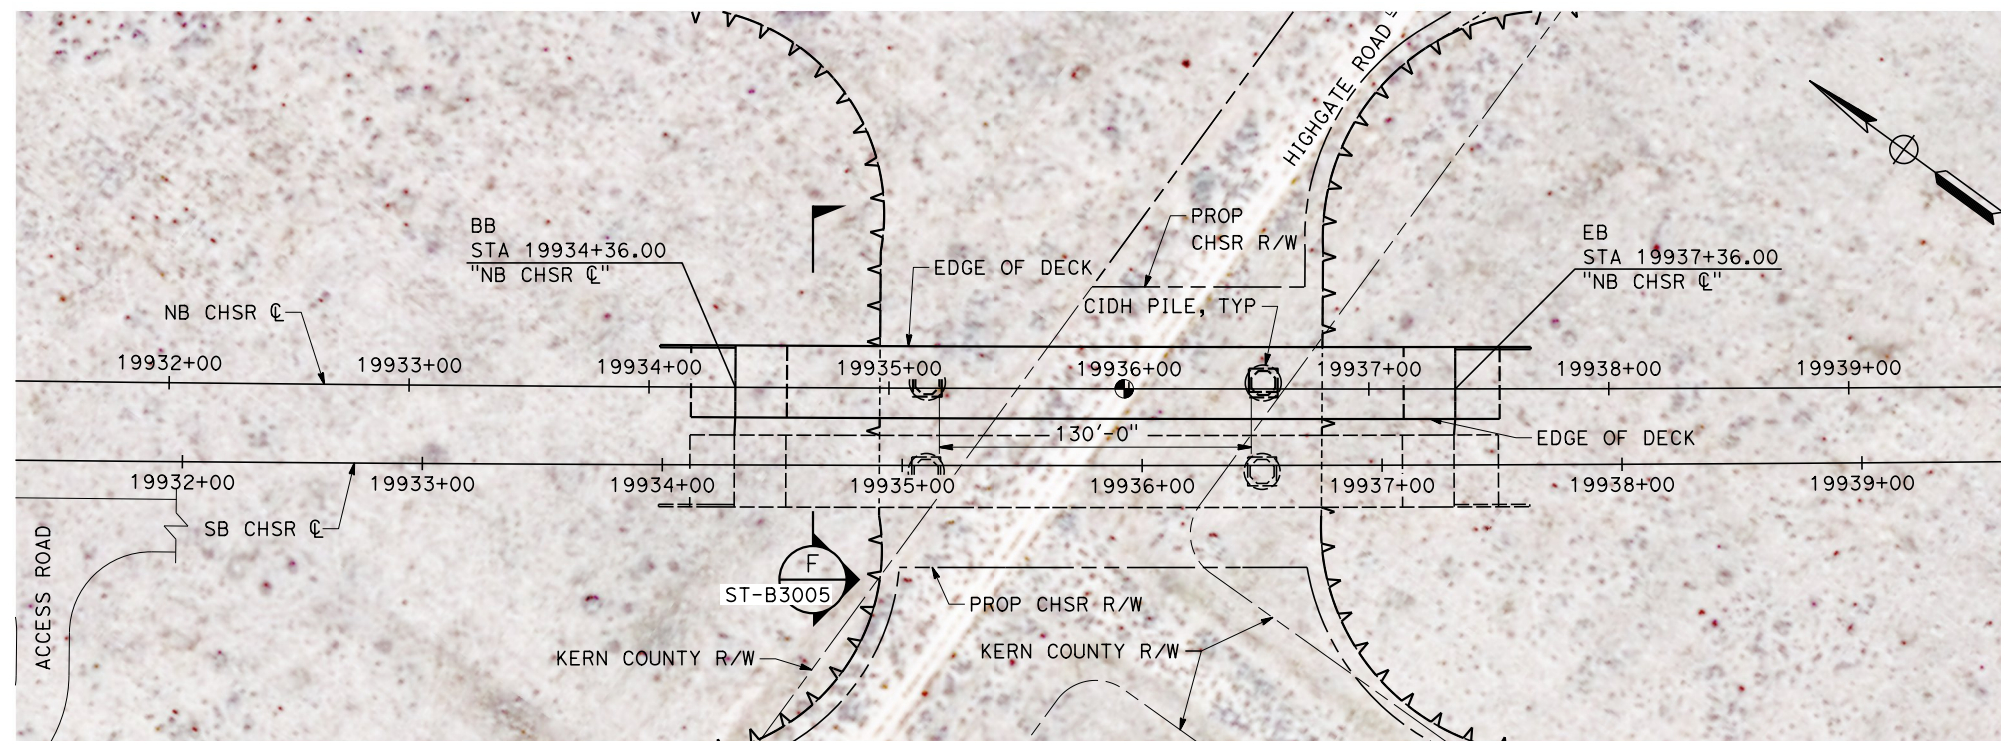 HIGHGATE ROAD ℄
PROP
CHSR R/W
BB
STA 19934+36.00
"NB CHSR ℄"
EB
STA 19937+36.00
"NB CHSR ℄"
EDGE OF DECK
CIDH PILE, TYP
NB CHSR ℄
19932+00
19933+00
19934+00
19935+00
19936+00
19937+00
19938+00
19939+00
130'-0"
EDGE OF DECK
19932+00
19933+00
19934+00
19935+00
19936+00
19937+00
19938+00
19939+00
SB CHSR ℄
ACCESS ROAD
F
ST-B3005
PROP CHSR R/W
KERN COUNTY R/W
KERN COUNTY R/W